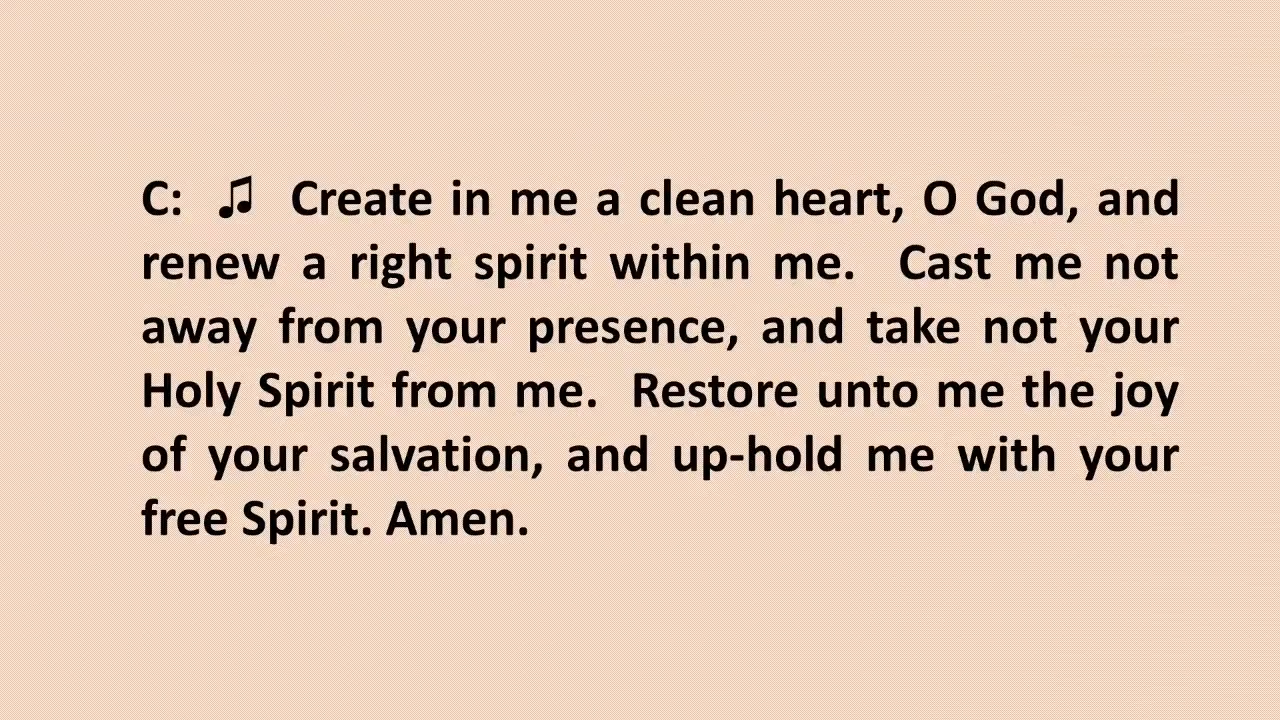 C: ♫ Create in me a clean heart, O God, and
renew a right spirit within me. Cast me not
away from your presence, and take not your
Holy Spirit from me. Restore unto me the joy
of your salvation, and up-hold me with your
free Spirit. Amen.